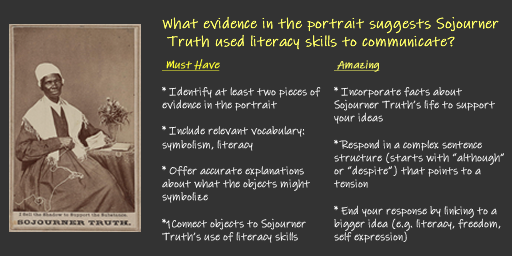 What evidence in the portrait suggests Sojourner
Truth used literacy skills to communicate?
Must Have
* Identify at least two pieces of
evidence in the portrait
* Include relevant vocabulary:
symbolism, literacy
* Offer accurate explanations
about what the objects might
symbolize
*\Connect objects to Sojourner
Truth's use of literacy skills
Amazing
* Incorporate facts about
Sojourner Truth's life to support
your ideas
*Respond in a complex sentence
structure (starts with "although"
or "despite") that points to a
tension
* End your response by linking to a
bigger idea (e.g. literacy, freedom,
self expression)
I Sell the Shadow to Support the Substance.
SOJOURNER TRUTH.